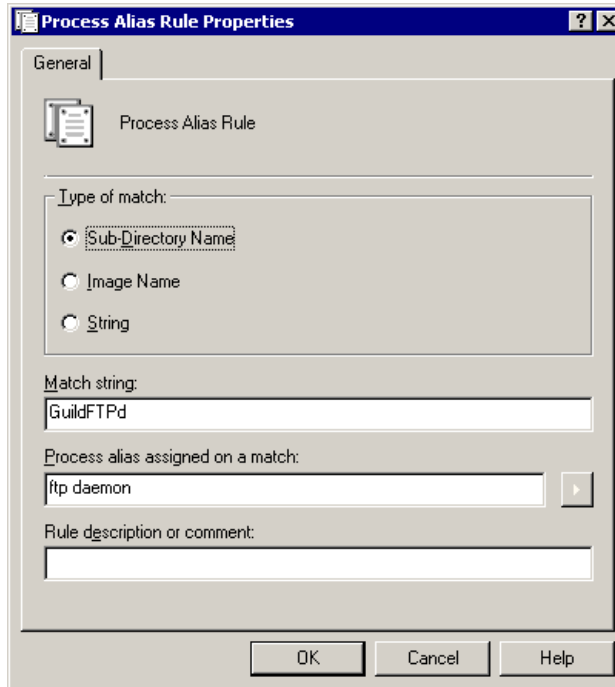 Process Alias Rule Properties
General
Process Alias Rule
Type of match:
Sub-Directory Name
Image Name
String
Match string:
GuildFTPd
Process alias assigned on a match:
ftp daemon
Rule description or comment:
OK Cancel Help